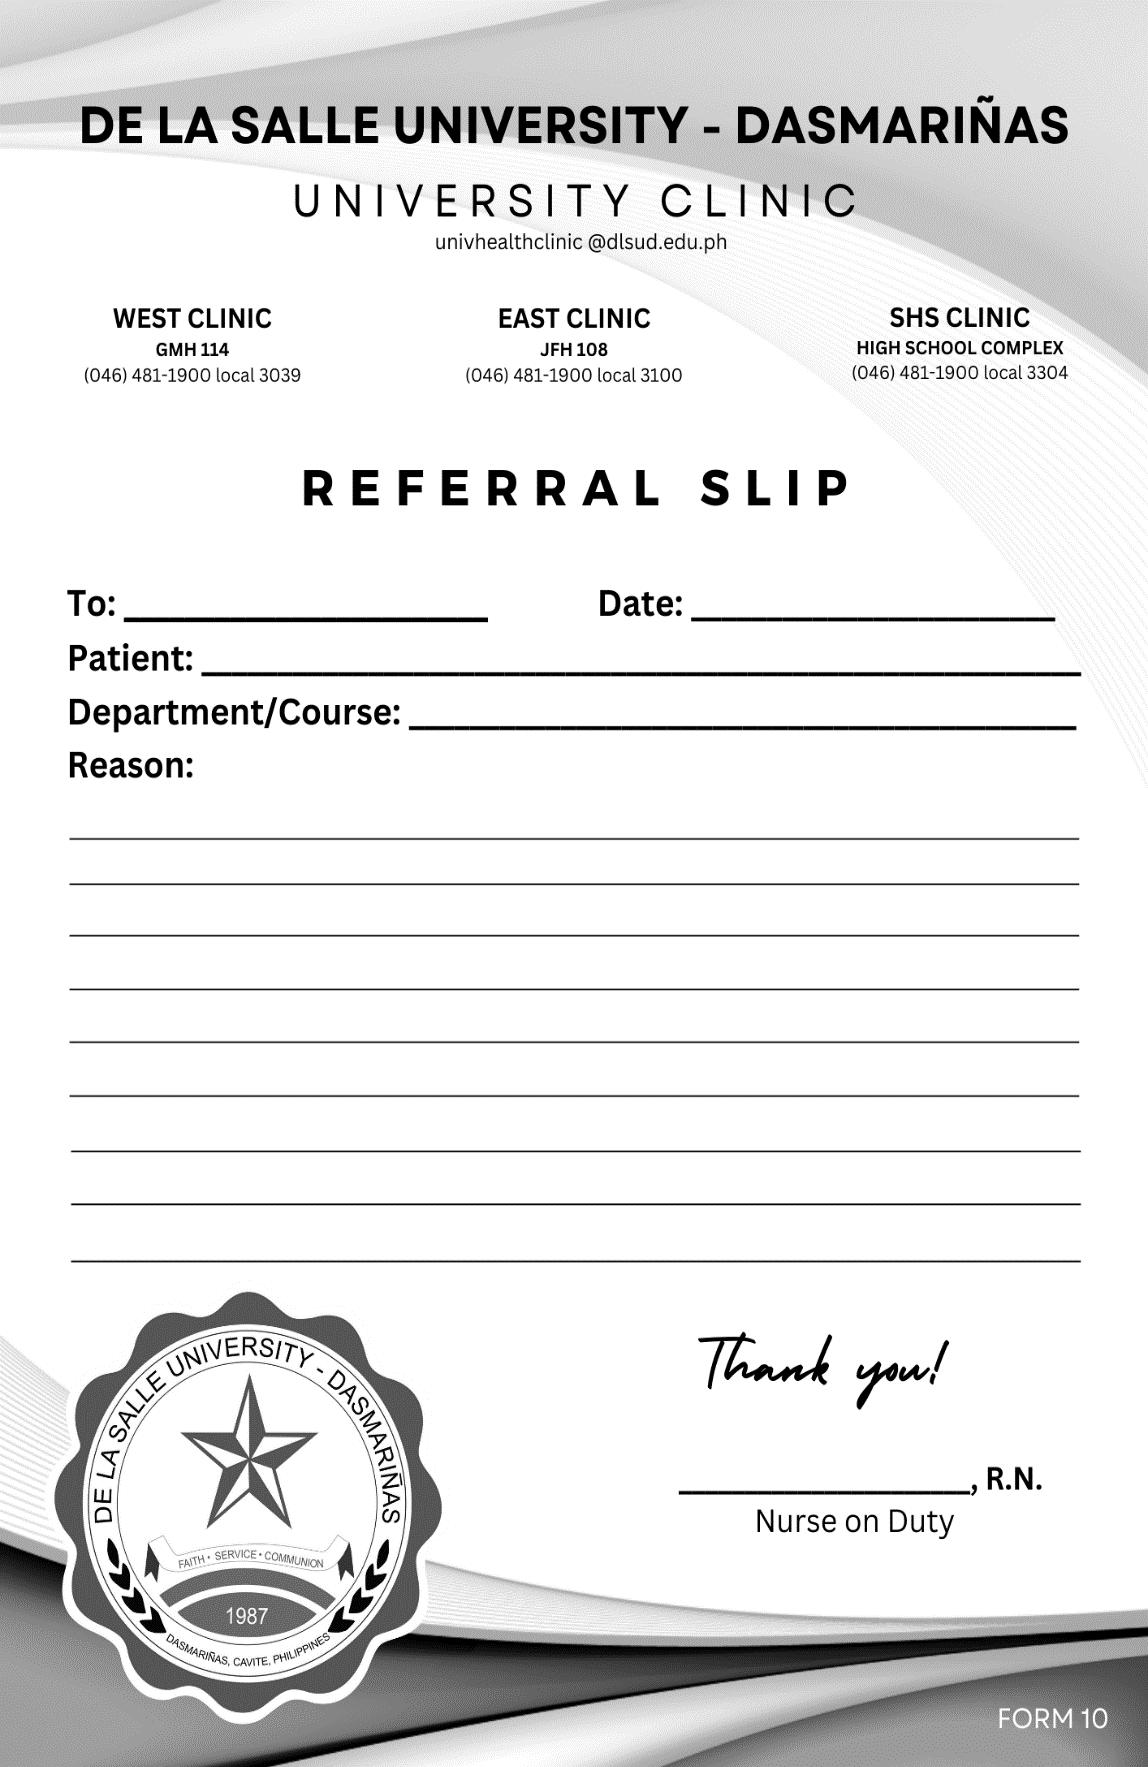 DE LA SALLE UNIVERSITY - DASMARIÑAS
UNIVERSITY CLINIC
univhealthclinic @dlsud.edu.ph
WEST CLINIC
GMH 114
(046) 481-1900 local 3039
EAST CLINIC
JFH 108
(046) 481-1900 local 3100
SHS CLINIC
HIGH SCHOOL COMPLEX
(046) 481-1900 local 3304
REFERRAL SLIP
To: ____________________ Date: ____________________
Patient: ____________________
Department/Course: ____________________
Reason:
Thank you!
____________________, R.N.
Nurse on Duty
DE LA SALLE UNIVERSITY - DASMARIÑAS
FAITH • SERVICE • COMMUNION
1987
DASMARIÑAS, CAVITE, PHILIPPINES
FORM 10